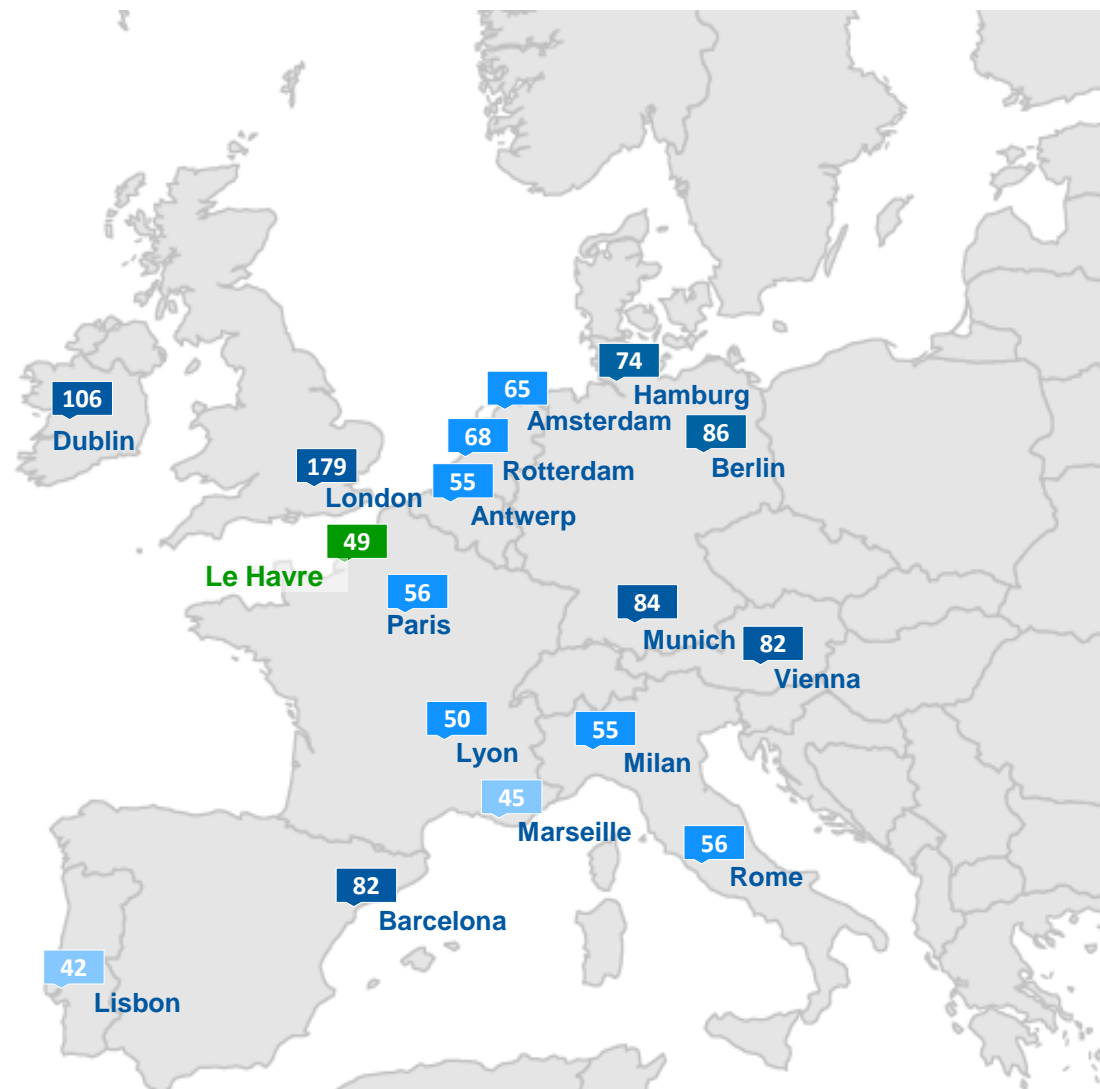 74
Hamburg
65
Amsterdam
106
Dublin
68
Rotterdam
86
Berlin
179
London
55
Antwerp
49
Le Havre
56
Paris
84
Munich
82
Vienna
50
Lyon
55
Milan
45
Marseille
56
Rome
82
Barcelona
42
Lisbon